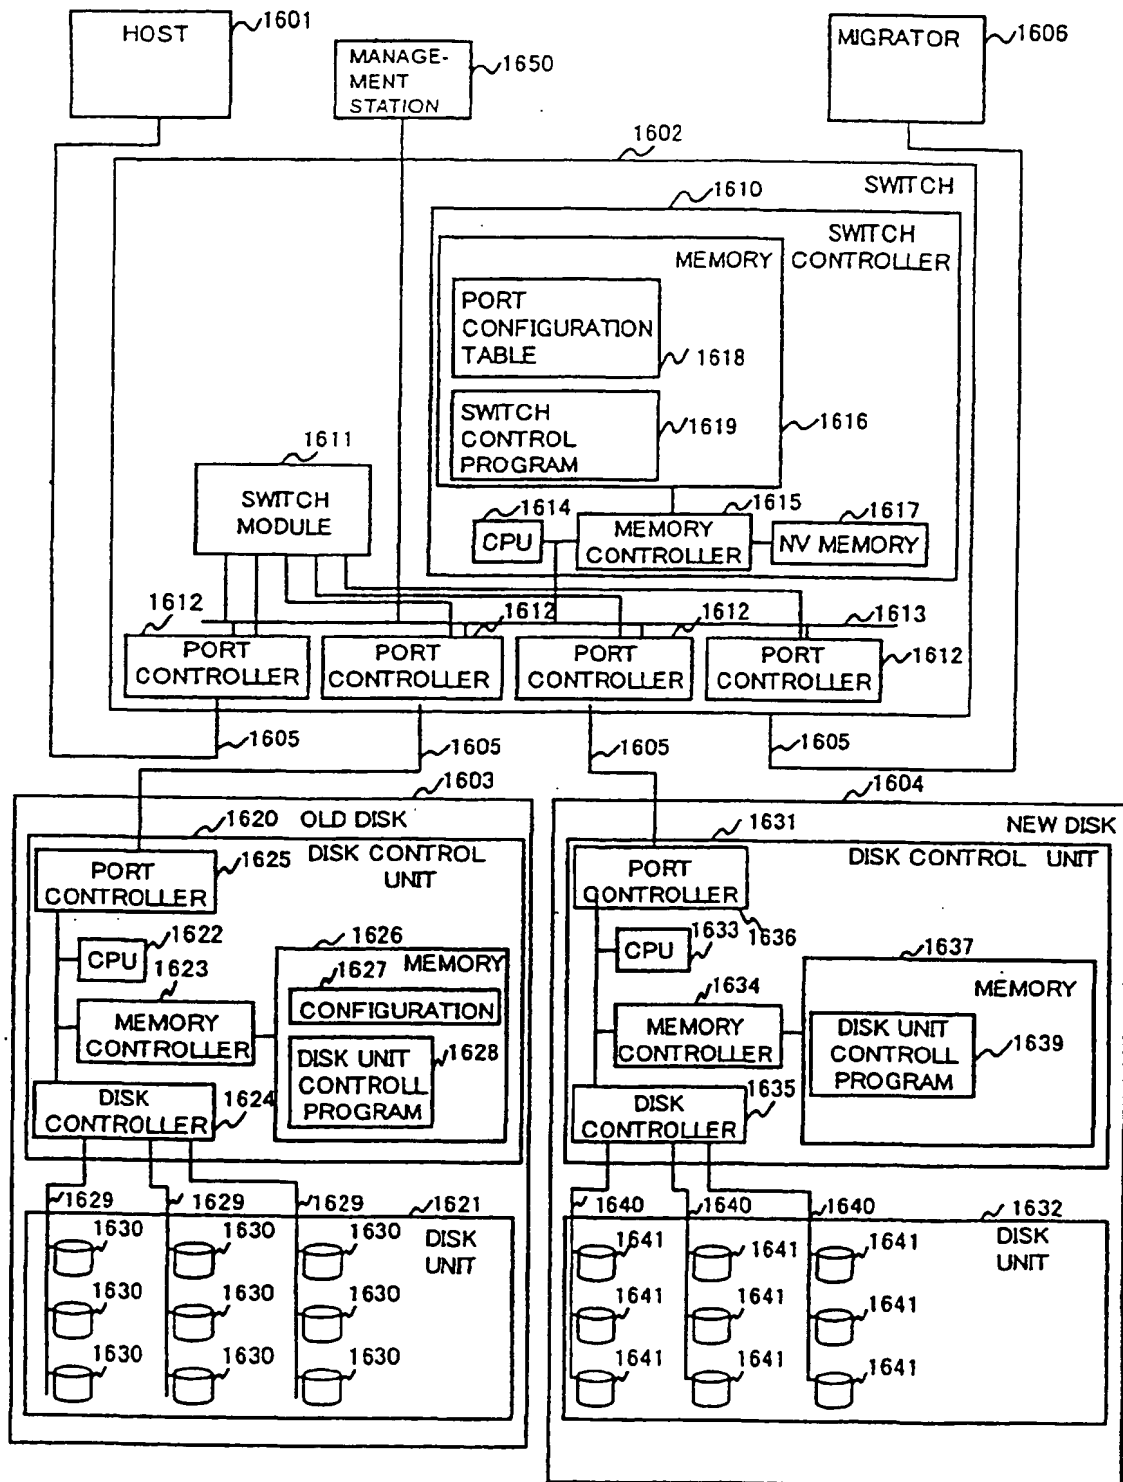 HOST
1601
MANAGE-
MENT
STATION
1650
MIGRATOR
1606
1602
SWITCH
1610
SWITCH
CONTROLLER
MEMORY
PORT
CONFIGURATION
TABLE
1618
SWITCH
CONTROL
PROGRAM
1619
1616
1611
SWITCH
MODULE
1614
CPU
1615
MEMORY
CONTROLLER
1617
NV MEMORY
1612
1612
1612
1613
PORT
CONTROLLER
PORT
CONTROLLER
PORT
CONTROLLER
PORT
CONTROLLER
1612
1605
1605
1605
1605
1603
OLD DISK
1620
DISK CONTROL
UNIT
PORT
CONTROLLER
1625
CPU
1622
1623
MEMORY
CONTROLLER
1626
MEMORY
1627
CONFIGURATION
DISK UNIT
CONTROLL
PROGRAM
1628
DISK
CONTROLLER
1624
1629
1629
1629
1621
DISK
UNIT
1630
1630
1630
1630
1630
1630
1630
1630
1630
1604
NEW DISK
1631
DISK CONTROL UNIT
PORT
CONTROLLER
1636
CPU
1633
1634
MEMORY
CONTROLLER
1637
MEMORY
DISK UNIT
CONTROLL
PROGRAM
1639
1635
DISK
CONTROLLER
1640
1640
1640
1632
DISK
UNIT
1641
1641
1641
1641
1641
1641
1641
1641
1641